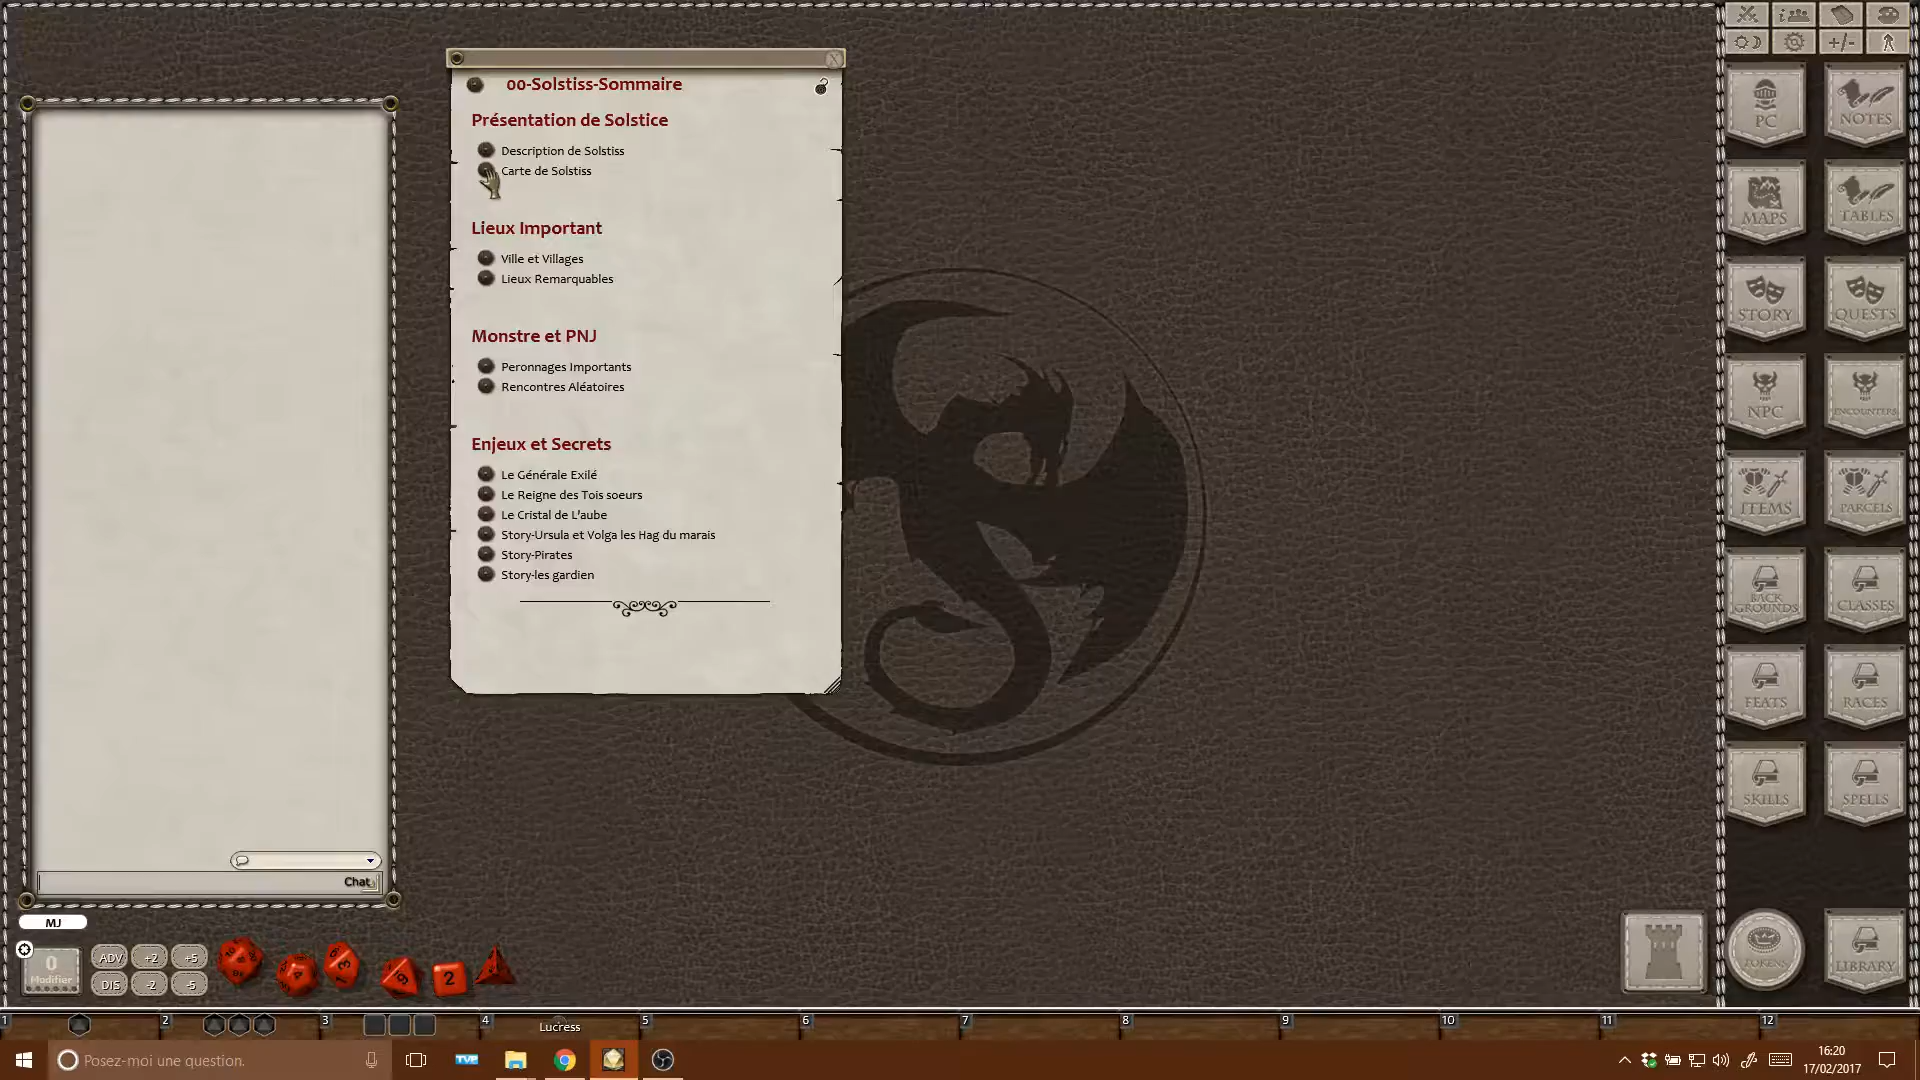 00-Solstiss-Sommaire
Présentation de Solstice
Description de Solstiss
Carte de Solstiss
Lieux Important
Ville et Villages
Lieux Remarquables
Monstre et PNJ
Peronnages Importants
Rencontres Aléatoires
Enjeux et Secrets
Le Générale Exilé
Le Reigne des Tois soeurs
Le Cristal de L'aube
Story-Ursula et Volga les Hag du marais
Story-Pirates
Story-les gardien
Chat
MJ
0
Modifier
ADV +2 +5
DIS -2 -5
+/-
PC NOTES
MAPS TABLES
STORY QUESTS
NPC ENCOUNTERS
ITEMS PARCELS
BACK GROUNDS CLASSES
FEATS RACES
SKILLS SPELLS
TOKENS LIBRARY
1 2 3 4 5 6 7 8 9 10 11 12
Lucress
Posez-moi une question.
TVP
16:20
17/02/2017